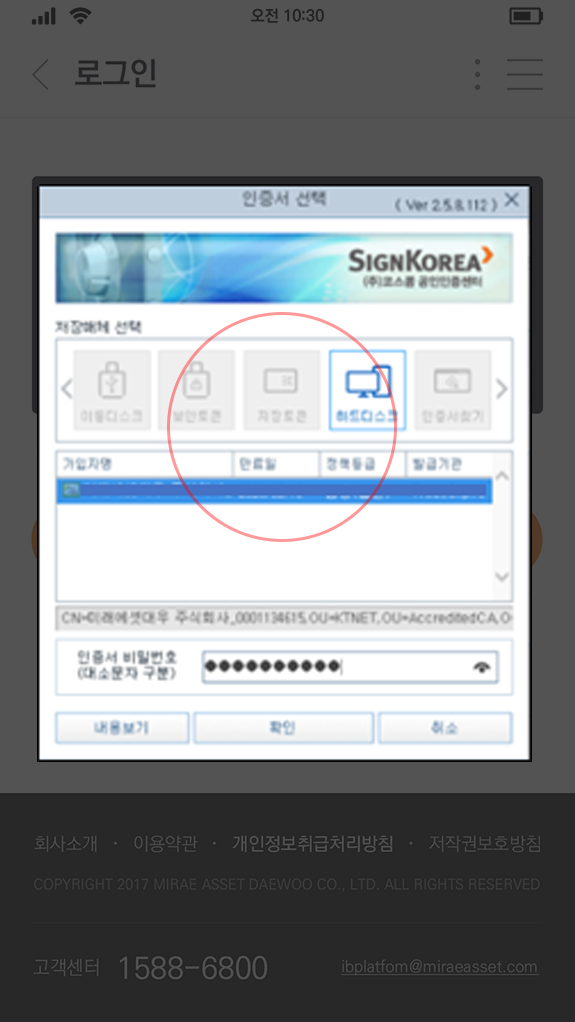 오전 10:30
로그인
인증서 선택
( Ver 2.5.8.112 )
SIGNKOREA
(주)코스콤 공인인증센터
저장매체 선택
이동디스크 보안토큰 저장토큰 하드디스크 인증서찾기
가입자명 만료일 정책등급 발급기관
CN=미래에셋대우 주식회사,0001134615,OU=KTNET,OU=AccreditedCA,O
인증서 비밀번호
(대소문자 구분)
내용보기 확인 취소
회사소개 · 이용약관 · 개인정보취급처리방침 · 저작권보호방침
COPYRIGHT 2017 MIRAE ASSET DAEWOO CO., LTD. ALL RIGHTS RESERVED
고객센터 1588-6800 ibplatfom@miraeasset.com